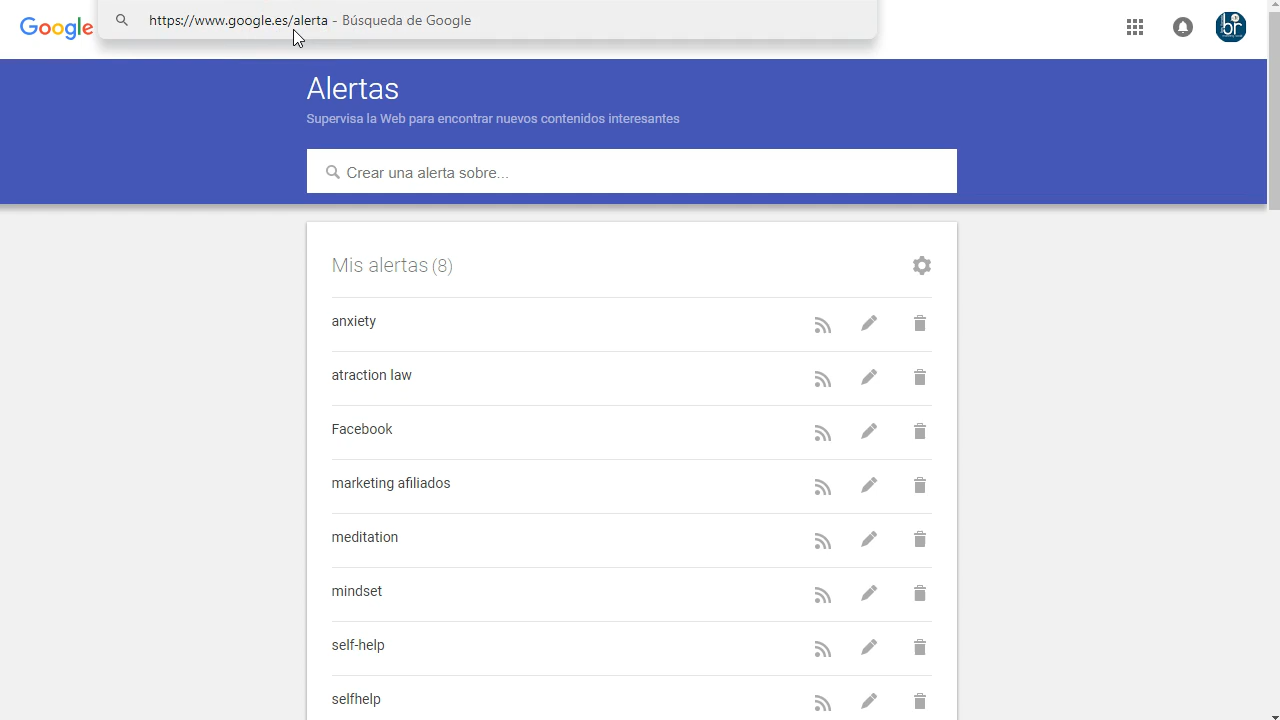 Google
https://www.google.es/alerta - Búsqueda de Google
br
Alertas
Supervisa la Web para encontrar nuevos contenidos interesantes
Crear una alerta sobre...
Mis alertas (8)
anxiety
atraction law
Facebook
marketing afiliados
meditation
mindset
self-help
selfhelp